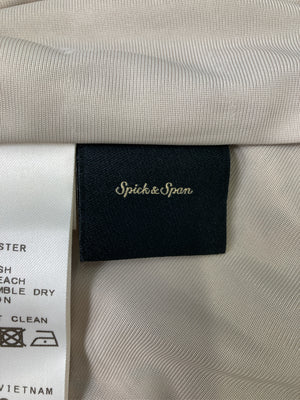 Spick & Span
STER
SH
EACH
MBLE DRY
ON
T CLEAN
VIETNAM